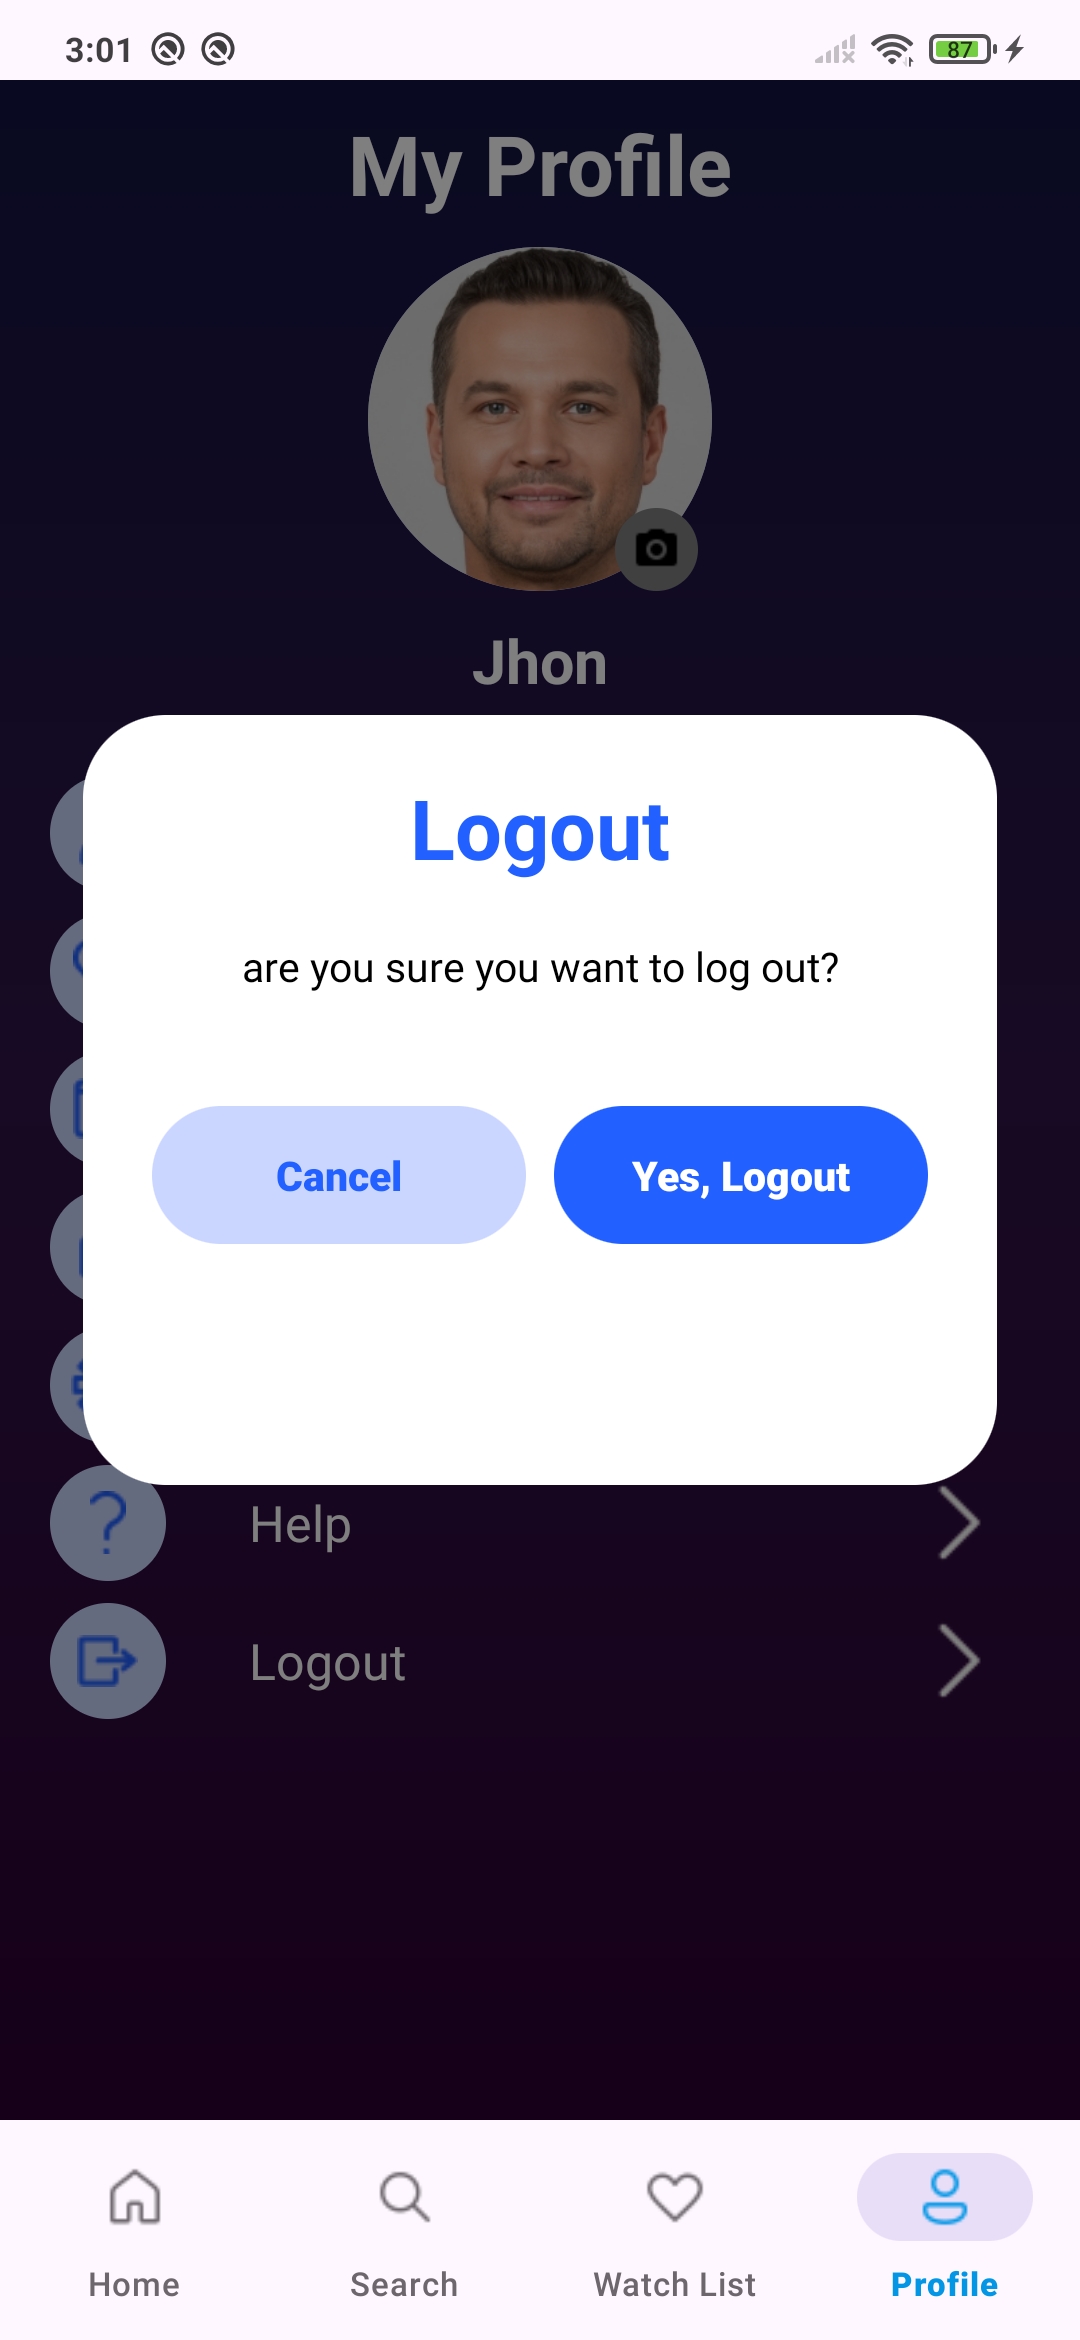 3:01
87
My Profile
Jhon
Logout
are you sure you want to log out?
Cancel
Yes, Logout
Help
Logout
Home
Search
Watch List
Profile